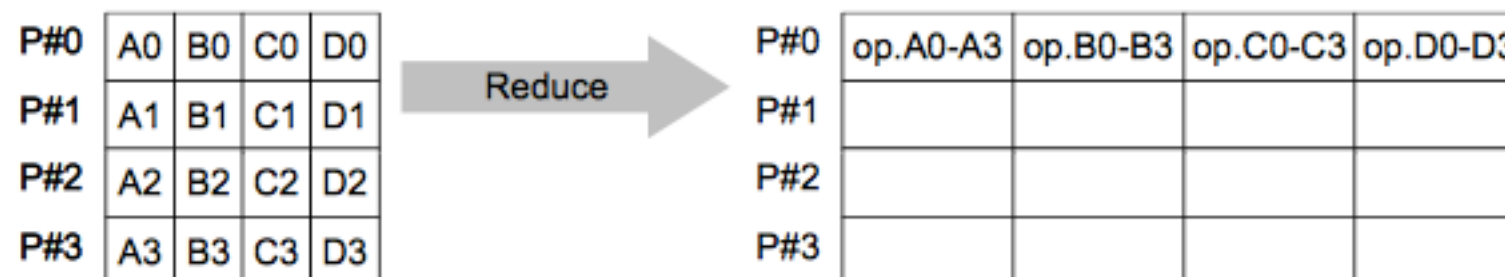 P#0 A0 B0 C0 D0 P#0 op.A0-A3 op.B0-B3 op.C0-C3 op.D0-D3
Reduce
P#1 A1 B1 C1 D1 P#1
P#2 A2 B2 C2 D2 P#2
P#3 A3 B3 C3 D3 P#3